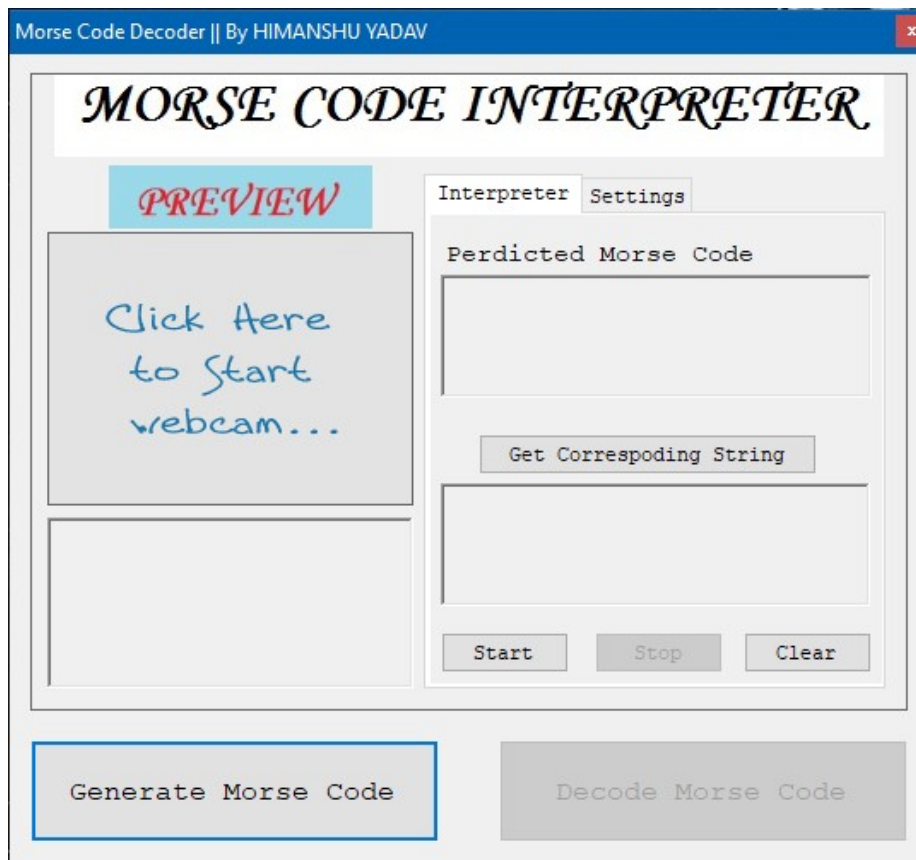 Morse Code Decoder || By HIMANSHU YADAV
x
MORSE CODE INTERPRETER
PREVIEW
Click Here
to Start
webcam...
Interpreter
Settings
Perdicted Morse Code
Get Correspoding String
Start
Stop
Clear
Generate Morse Code
Decode Morse Code